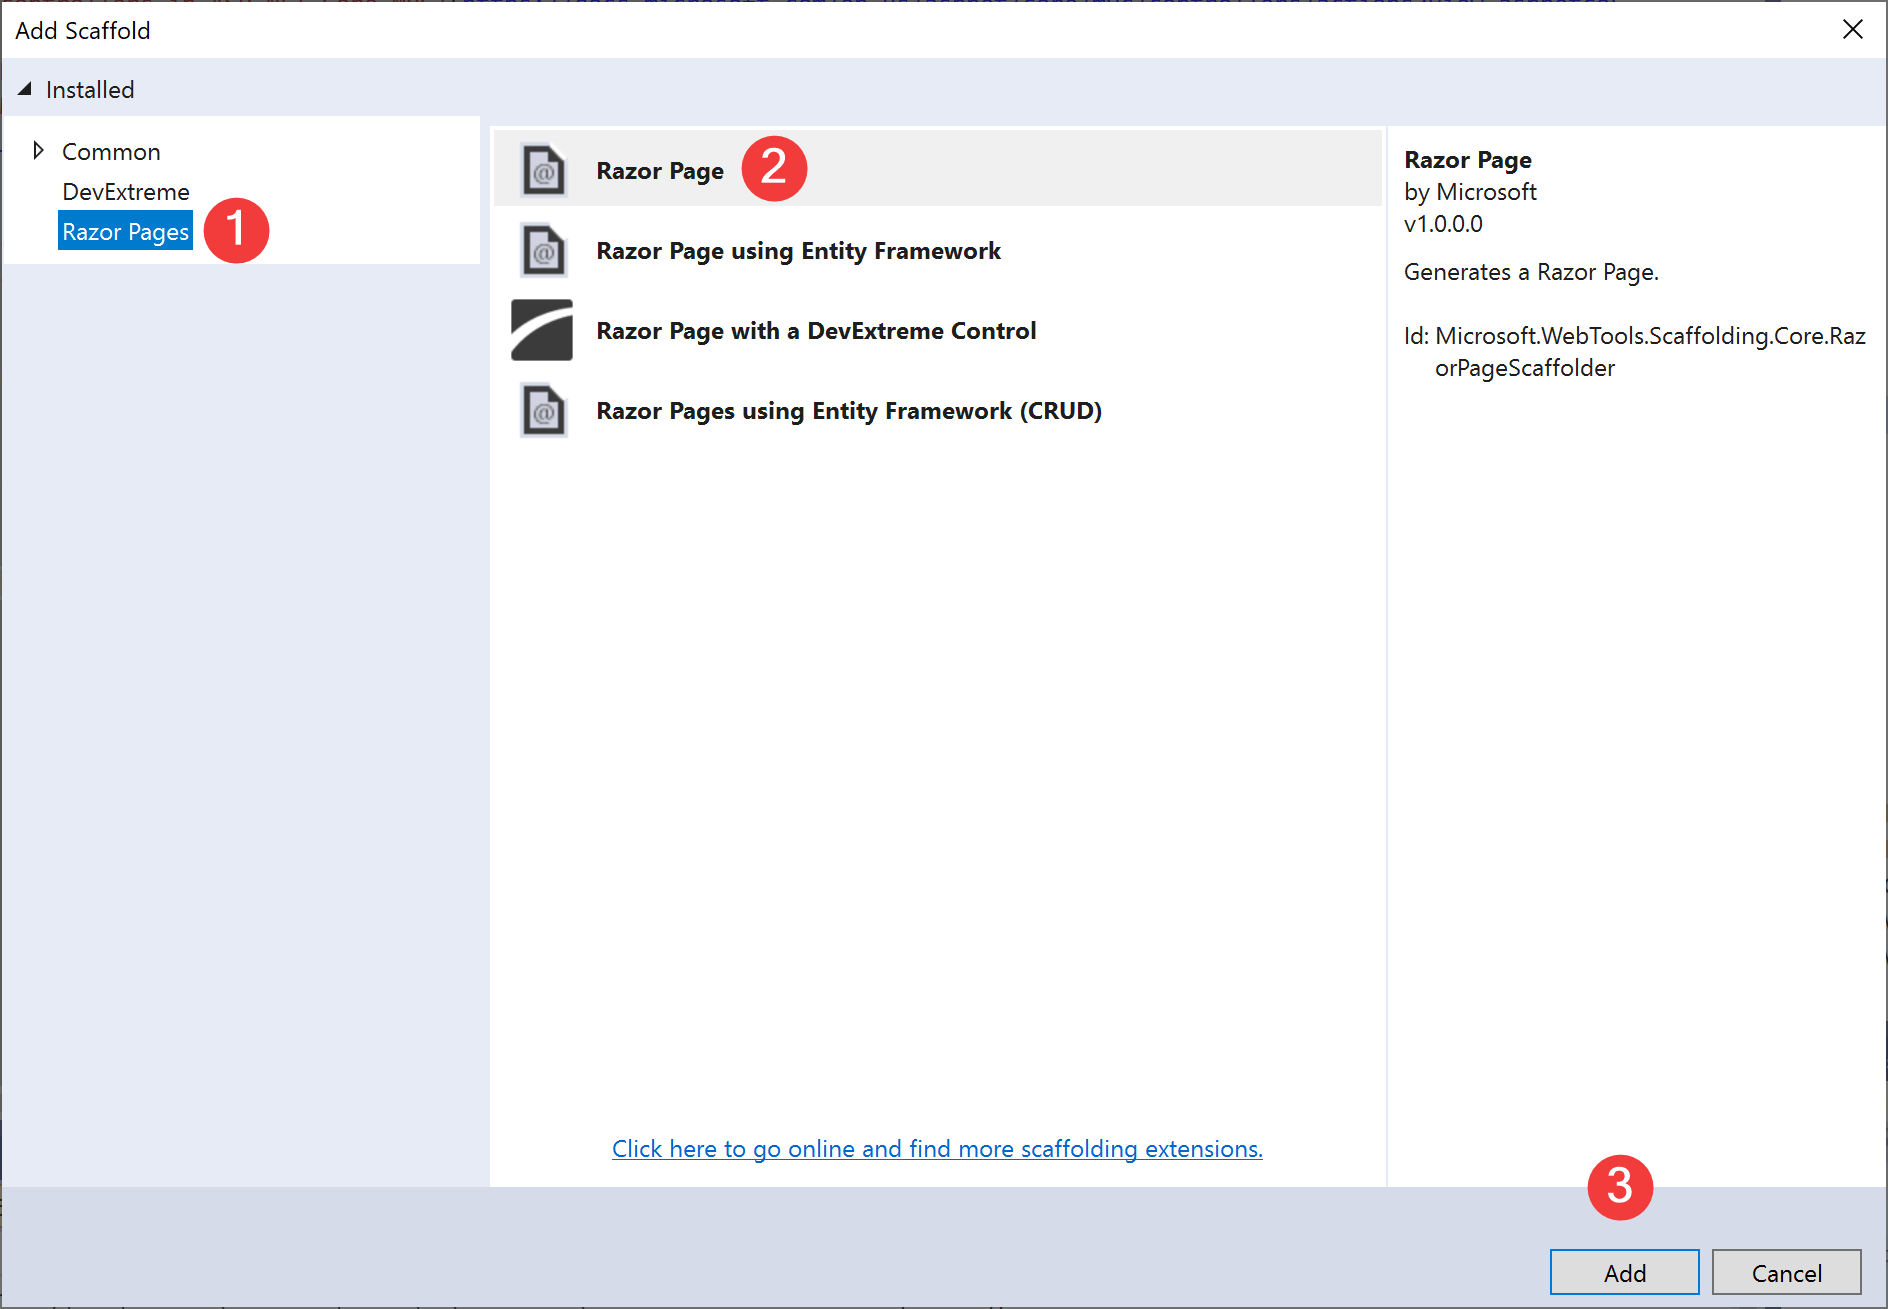 Add Scaffold
Installed
Common
DevExtreme
Razor Pages 1
Razor Page 2
Razor Page using Entity Framework
Razor Page with a DevExtreme Control
Razor Pages using Entity Framework (CRUD)
Click here to go online and find more scaffolding extensions.
Razor Page
by Microsoft
v1.0.0.0
Generates a Razor Page.
Id: Microsoft.WebTools.Scaffolding.Core.Raz
orPageScaffolder
3
Add Cancel